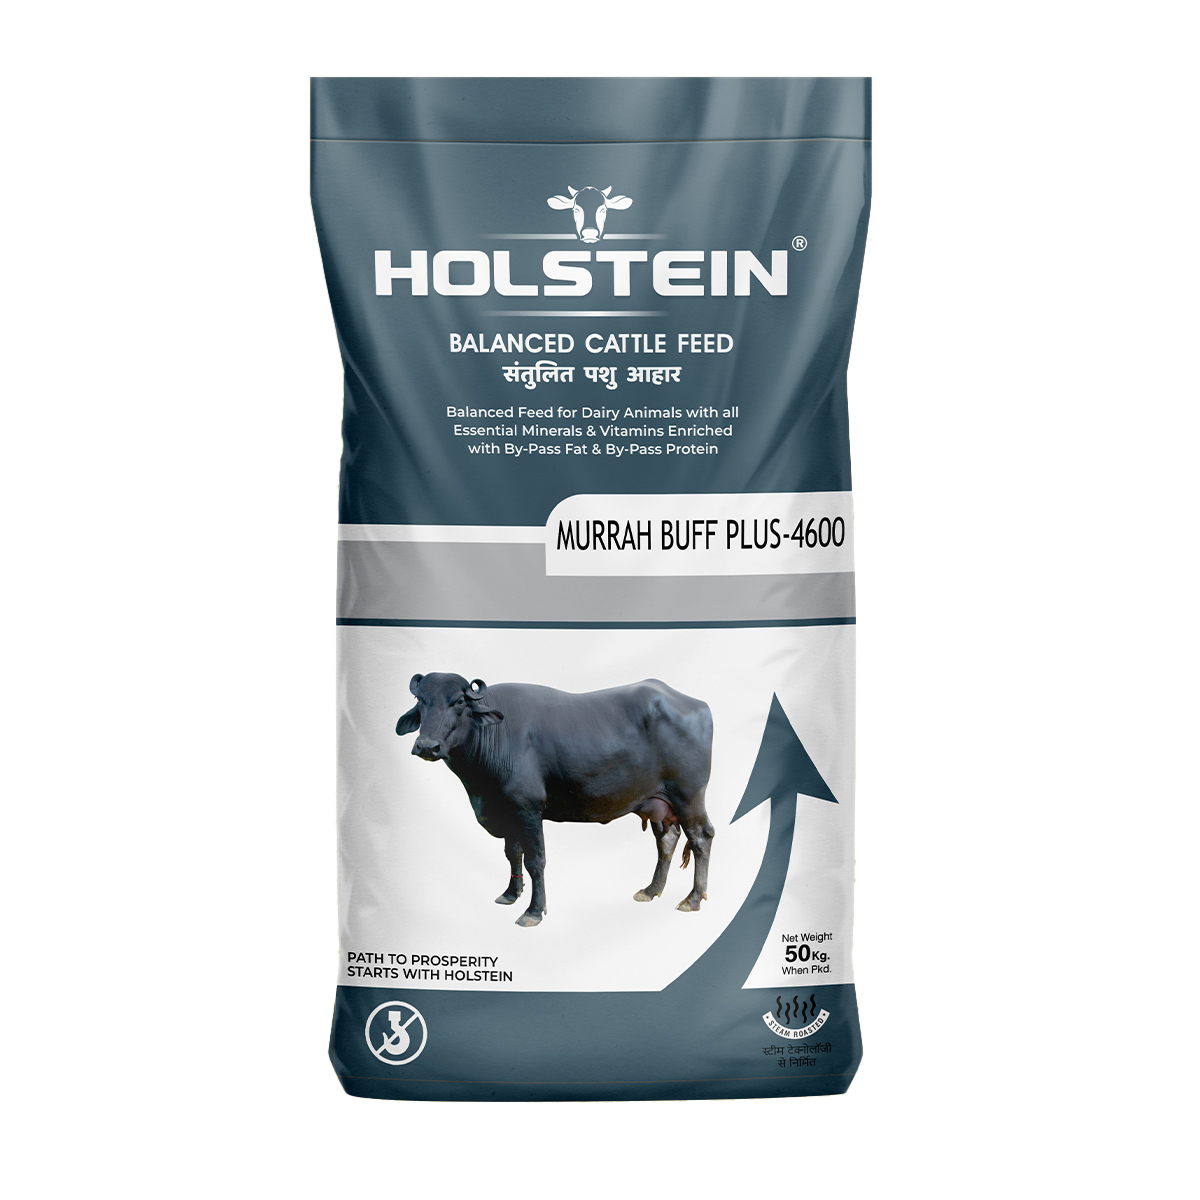 HOLSTEIN®
BALANCED CATTLE FEED
संतुलित पशु आहार
Balanced Feed for Dairy Animals with all
Essential Minerals & Vitamins Enriched
with By-Pass Fat & By-Pass Protein
MURRAH BUFF PLUS-4600
PATH TO PROSPERITY
STARTS WITH HOLSTEIN
Net Weight
50Kg.
When Pkd.
• STEAM ROASTED •
स्टीम टेक्नोलॉजी
से निर्मित